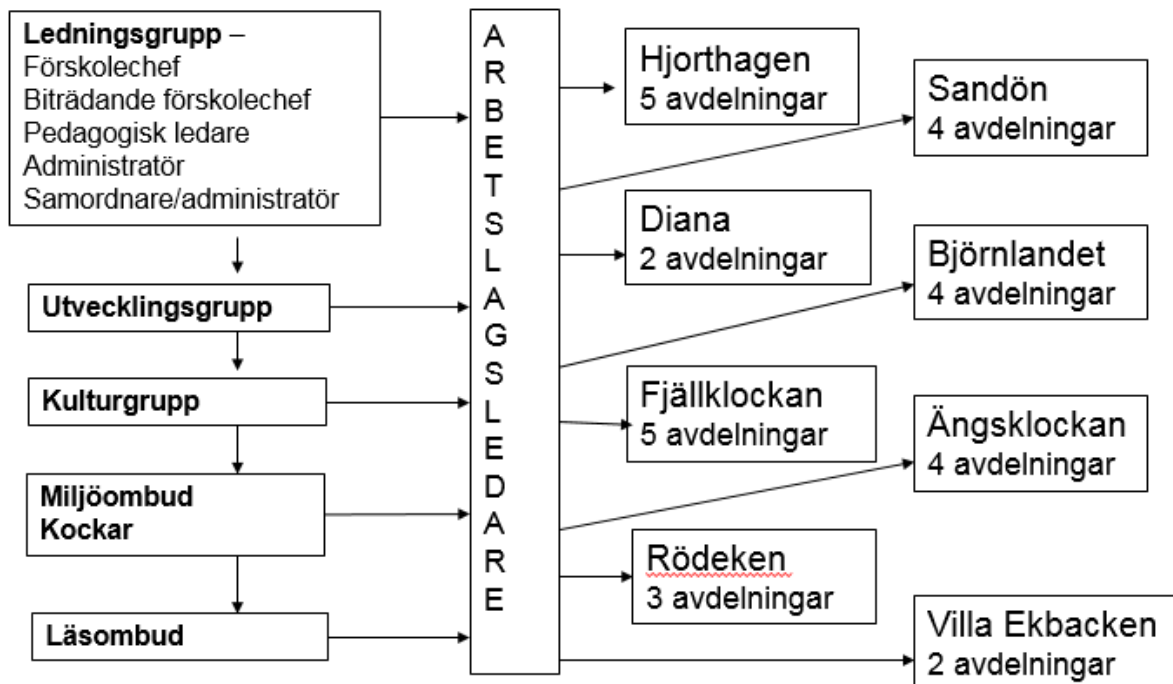 Ledningsgrupp –
Förskolechef
Biträdande förskolechef
Pedagogisk ledare
Administratör
Samordnare/administratör
Utvecklingsgrupp
Kulturgrupp
Miljöombud
Kockar
Läsombud
A
R
B
E
T
S
L
A
G
S
L
E
D
A
R
E
Hjorthagen
5 avdelningar
Sandön
4 avdelningar
Diana
2 avdelningar
Björnlandet
4 avdelningar
Fjällklockan
5 avdelningar
Ängsklockan
4 avdelningar
Rödeken
3 avdelningar
Villa Ekbacken
2 avdelningar